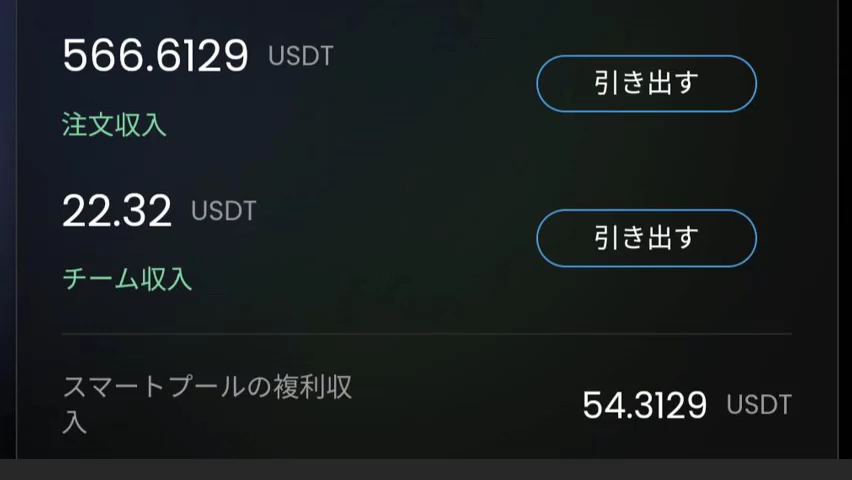 566.6129 USDT
引き出す
注文収入
22.32 USDT
引き出す
チーム収入
スマートプールの複利収
入
54.3129 USDT